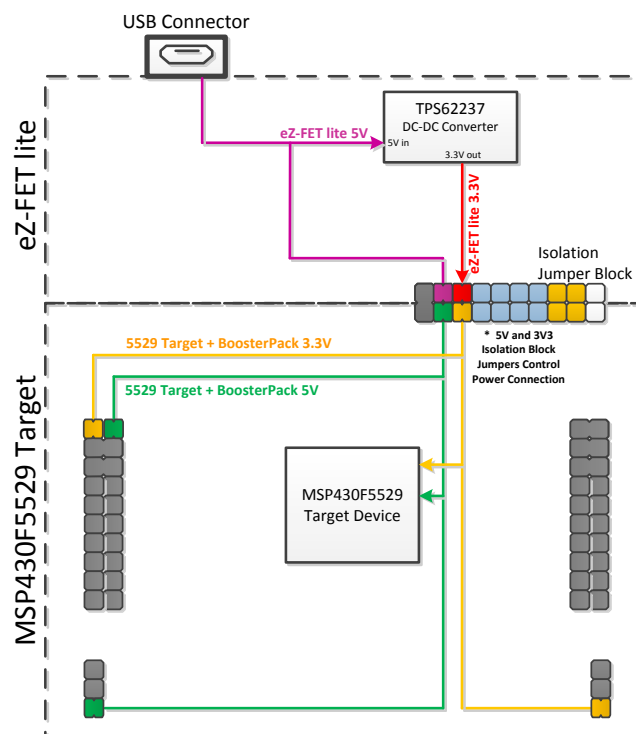 USB Connector
eZ-FET lite
TPS62237
DC-DC Converter
eZ-FET lite 5V
5V in
3.3V out
eZ-FET lite 3.3V
Isolation
Jumper Block
* 5V and 3V3
Isolation Block
Jumpers Control
Power Connection
MSP430F5529 Target
5529 Target + BoosterPack 3.3V
5529 Target + BoosterPack 5V
MSP430F5529
Target Device